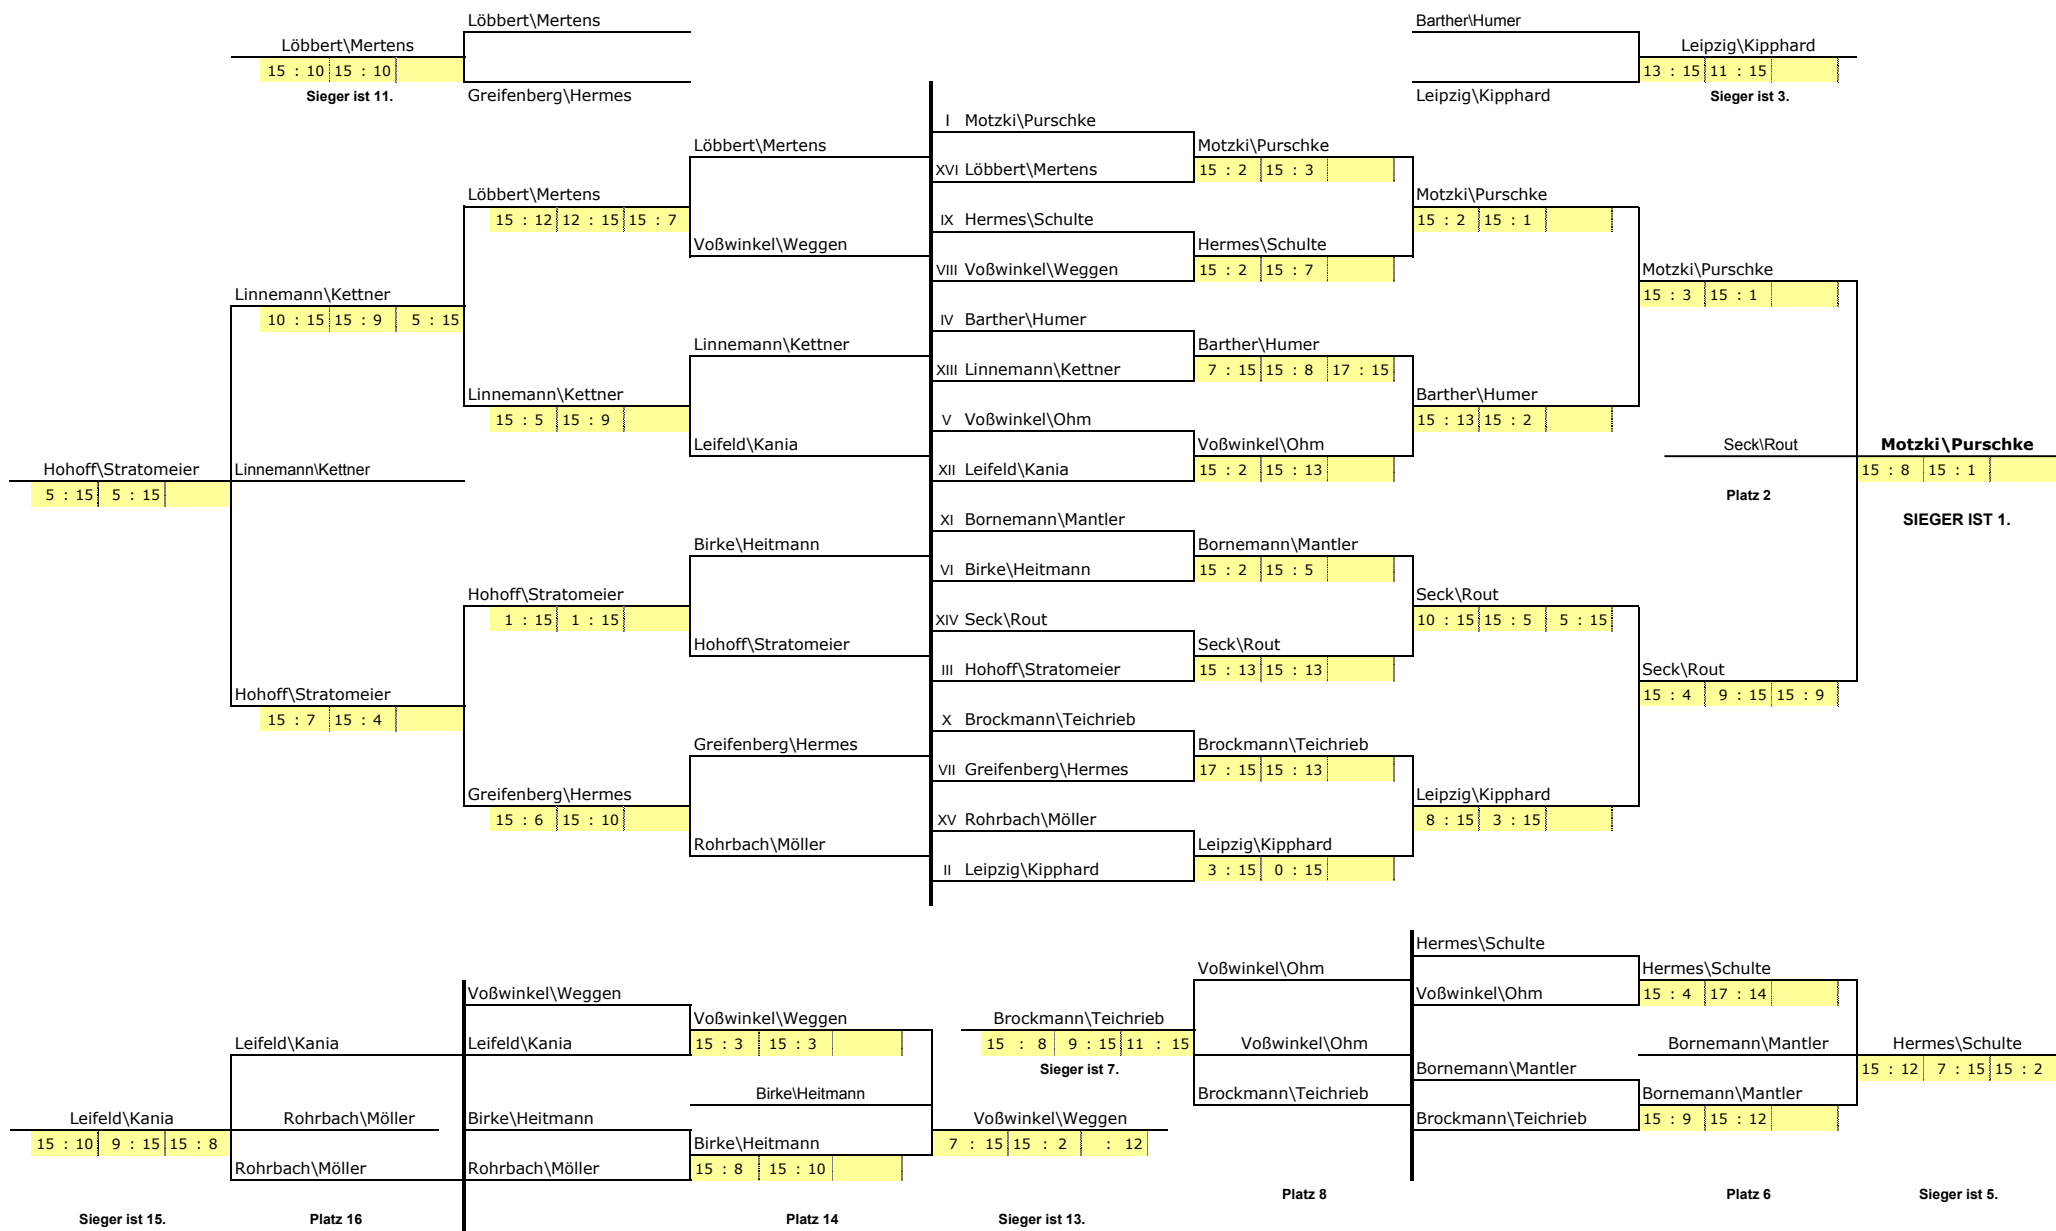 Löbbert\Mertens
Barther\Humer
Löbbert\Mertens
Leipzig\Kipphard
15 : 10 15 : 10
13 : 15 11 : 15
Sieger ist 11.
Greifenberg\Hermes
Leipzig\Kipphard
Sieger ist 3.
I Motzki\Purschke
Löbbert\Mertens
Motzki\Purschke
XVI Löbbert\Mertens
15 : 2 15 : 3
Löbbert\Mertens
Motzki\Purschke
15 : 12 12 : 15 15 : 7
IX Hermes\Schulte
15 : 2 15 : 1
Voßwinkel\Weggen
Hermes\Schulte
VIII Voßwinkel\Weggen
15 : 2 15 : 7
Motzki\Purschke
Linnemann\Kettner
15 : 3 15 : 1
10 : 15 15 : 9 5 : 15
IV Barther\Humer
Linnemann\Kettner
Barther\Humer
XIII Linnemann\Kettner
7 : 15 15 : 8 17 : 15
Linnemann\Kettner
Barther\Humer
15 : 5 15 : 9
V Voßwinkel\Ohm
15 : 13 15 : 2
Leifeld\Kania
Voßwinkel\Ohm
Seck\Rout
Motzki\Purschke
Hohoff\Stratomeier
Linnemann\Kettner
XII Leifeld\Kania
15 : 2 15 : 13
15 : 8 15 : 1
5 : 15 5 : 15
Platz 2
XI Bornemann\Mantler
SIEGER IST 1.
Birke\Heitmann
Bornemann\Mantler
VI Birke\Heitmann
15 : 2 15 : 5
Hohoff\Stratomeier
Seck\Rout
1 : 15 1 : 15
XIV Seck\Rout
10 : 15 15 : 5 5 : 15
Hohoff\Stratomeier
Seck\Rout
III Hohoff\Stratomeier
15 : 13 15 : 13
Seck\Rout
Hohoff\Stratomeier
15 : 4 9 : 15 15 : 9
15 : 7 15 : 4
X Brockmann\Teichrieb
Greifenberg\Hermes
Brockmann\Teichrieb
VII Greifenberg\Hermes
17 : 15 15 : 13
Greifenberg\Hermes
Leipzig\Kipphard
15 : 6 15 : 10
XV Rohrbach\Möller
8 : 15 3 : 15
Rohrbach\Möller
Leipzig\Kipphard
II Leipzig\Kipphard
3 : 15 0 : 15
Hermes\Schulte
Voßwinkel\Ohm
Hermes\Schulte
Voßwinkel\Weggen
Voßwinkel\Ohm
15 : 4 17 : 14
Voßwinkel\Weggen
Brockmann\Teichrieb
Leifeld\Kania
Leifeld\Kania
15 : 3 15 : 3
15 : 8 9 : 15 11 : 15
Voßwinkel\Ohm
Bornemann\Mantler
Hermes\Schulte
Sieger ist 7.
Bornemann\Mantler
15 : 12 7 : 15 15 : 2
Birke\Heitmann
Brockmann\Teichrieb
Bornemann\Mantler
Leifeld\Kania
Rohrbach\Möller
Birke\Heitmann
Voßwinkel\Weggen
Brockmann\Teichrieb
15 : 9 15 : 12
15 : 10 9 : 15 15 : 8
Birke\Heitmann
7 : 15 15 : 2 : 12
Rohrbach\Möller
Rohrbach\Möller
15 : 8 15 : 10
Platz 8
Platz 6
Sieger ist 5.
Sieger ist 15.
Platz 16
Platz 14
Sieger ist 13.